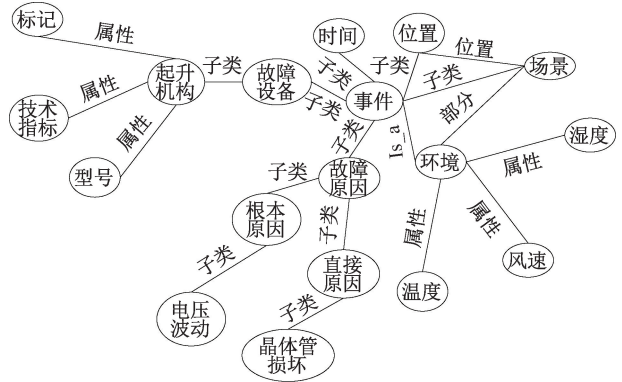 标记
属性
时间
位置
位置
子类
场景
起升
机构
子类
故障
设备
子类
子类
子类
事件
部分
技术
指标
属性
属性
型号
子类
Is_a
环境
湿度
属性
子类
故障
原因
根本
原因
子类
属性
属性
风速
子类
直接
原因
温度
子类
电压
波动
晶体管
损坏